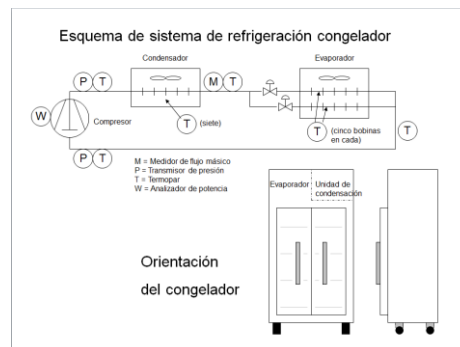 Esquema de sistema de refrigeración congelador
Condensador
Evaporador
P
T
M
T
W
Compresor
T
(siete)
T
(cinco bobinas
en cada)
T
P
T
M = Medidor de flujo másico
P = Transmisor de presión
T = Termopar
W = Analizador de potencia
Evaporador
Unidad de
condensación
Orientación
del congelador